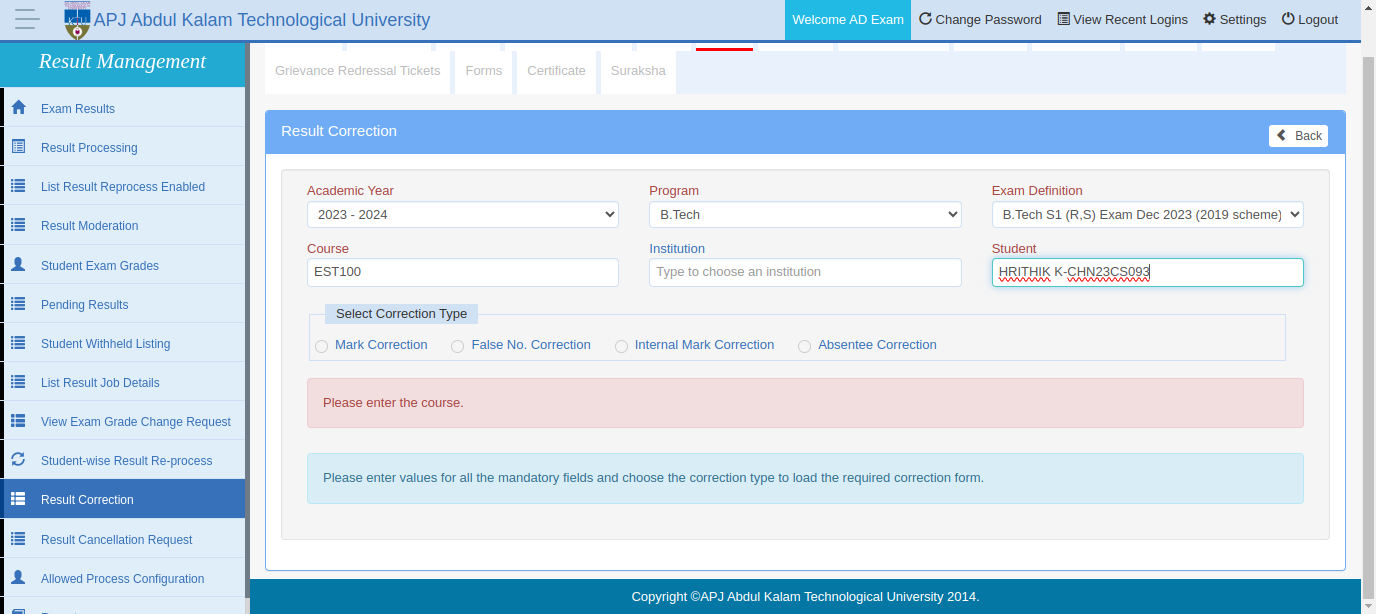 APJ Abdul Kalam Technological University
Welcome AD Exam
Change Password
View Recent Logins
Settings
Logout
Result Management
Exam Results
Result Processing
List Result Reprocess Enabled
Result Moderation
Student Exam Grades
Pending Results
Student Withheld Listing
List Result Job Details
View Exam Grade Change Request
Student-wise Result Re-process
Result Correction
Result Cancellation Request
Allowed Process Configuration
Grievance Redressal Tickets
Forms
Certificate
Suraksha
Result Correction
Back
Academic Year
Program
Exam Definition
2023 - 2024
B.Tech
B.Tech S1 (R,S) Exam Dec 2023 (2019 scheme)
Course
Institution
Student
EST100
Type to choose an institution
HRITHIK K-CHN23CS093
Select Correction Type
Mark Correction
False No. Correction
Internal Mark Correction
Absentee Correction
Please enter the course.
Please enter values for all the mandatory fields and choose the correction type to load the required correction form.
Copyright ©APJ Abdul Kalam Technological University 2014.